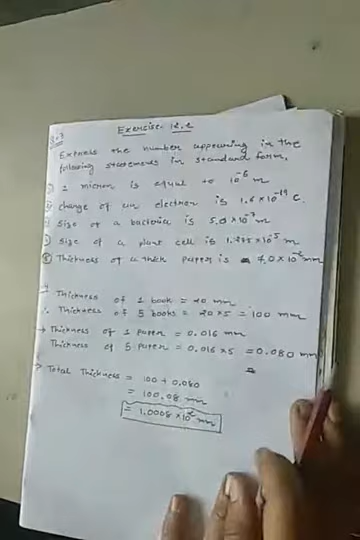 Exercise 12.2
Q.3
Express the number appearing in the
following statements in standard form.
1 micron is equal to 10⁻⁶ m
charge of an electron is 1.6×10⁻¹⁹ C.
Size of a bacteria is 5.0×10⁻⁷ m
Size of a plant cell is 1.275×10⁻⁵ m
Thickness of a thick paper is 7.0×10⁻² mm
Thickness of 1 book = 20 mm
∴ Thickness of 5 books = 20×5 = 100 mm
→ Thickness of 1 paper = 0.016 mm
Thickness of 5 paper = 0.016×5 = 0.080 mm
=
Total Thickness = 100 + 0.080
= 100.08 mm
= 1.0008×10² mm